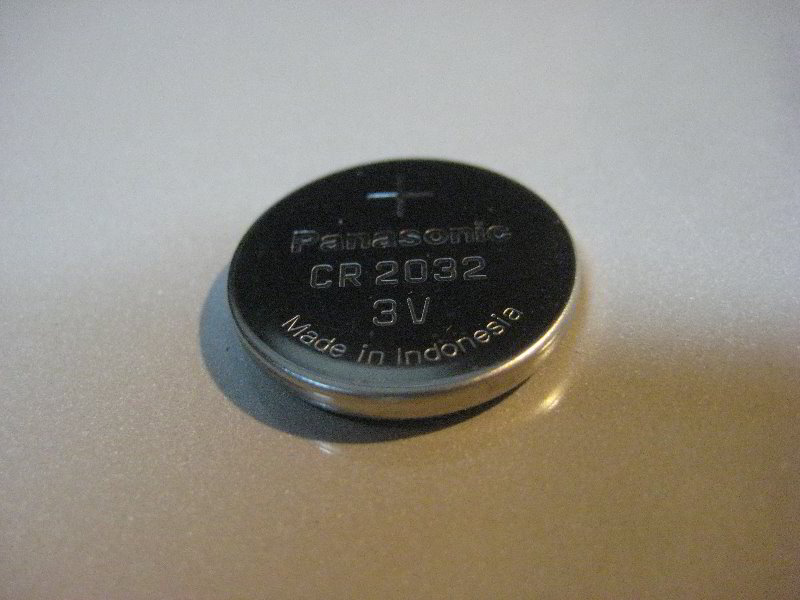 +
Panasonic
CR 2032
3V
Made in Indonesia